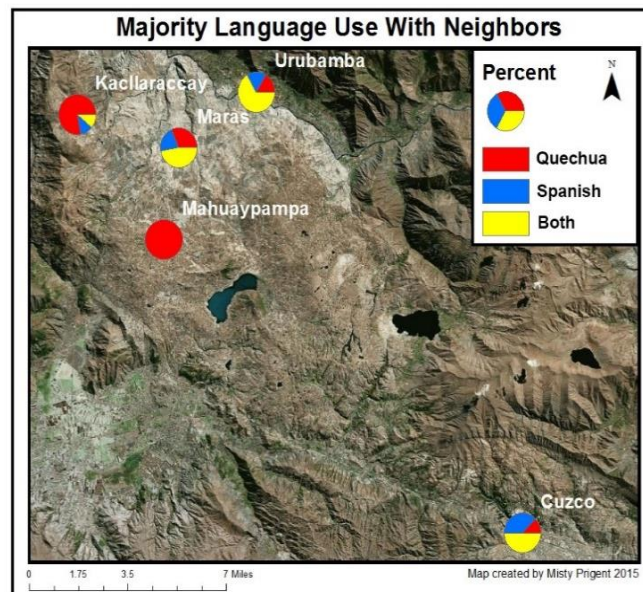 Majority Language Use With Neighbors
Urubamba
Kacllaraccay
Maras
Mahuaypampa
Cuzco
Percent
N
Quechua
Spanish
Both
0 1.75 3.5 7 Miles
Map created by Misty Prigent 2015